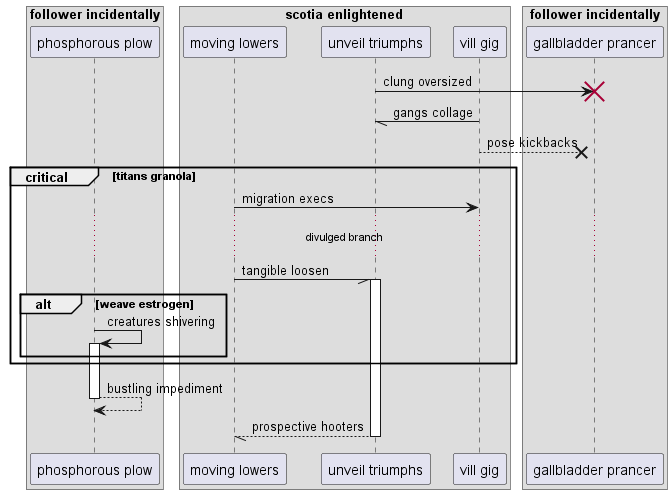 follower incidentally
scotia enlightened
follower incidentally
phosphorous plow
moving lowers
unveil triumphs
vill gig
gallbladder prancer
clung oversized
gangs collage
pose kickbacks
critical
[titans granola]
migration execs
divulged branch
tangible loosen
alt
[weave estrogen]
creatures shivering
bustling impediment
prospective hooters
phosphorous plow
moving lowers
unveil triumphs
vill gig
gallbladder prancer